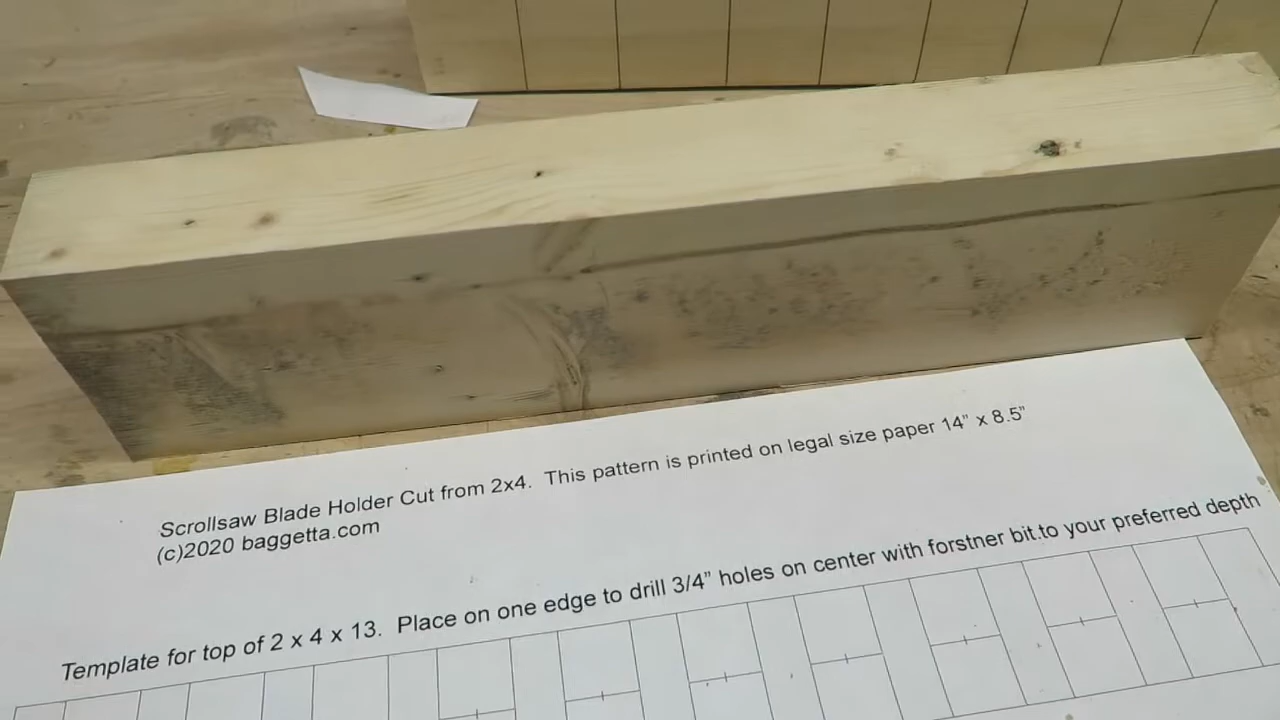 Scrollsaw Blade Holder Cut from 2x4. This pattern is printed on legal size paper 14” x 8.5”
(c)2020 baggetta.com
Template for top of 2 x 4 x 13. Place on one edge to drill 3/4” holes on center with forstner bit.to your preferred depth